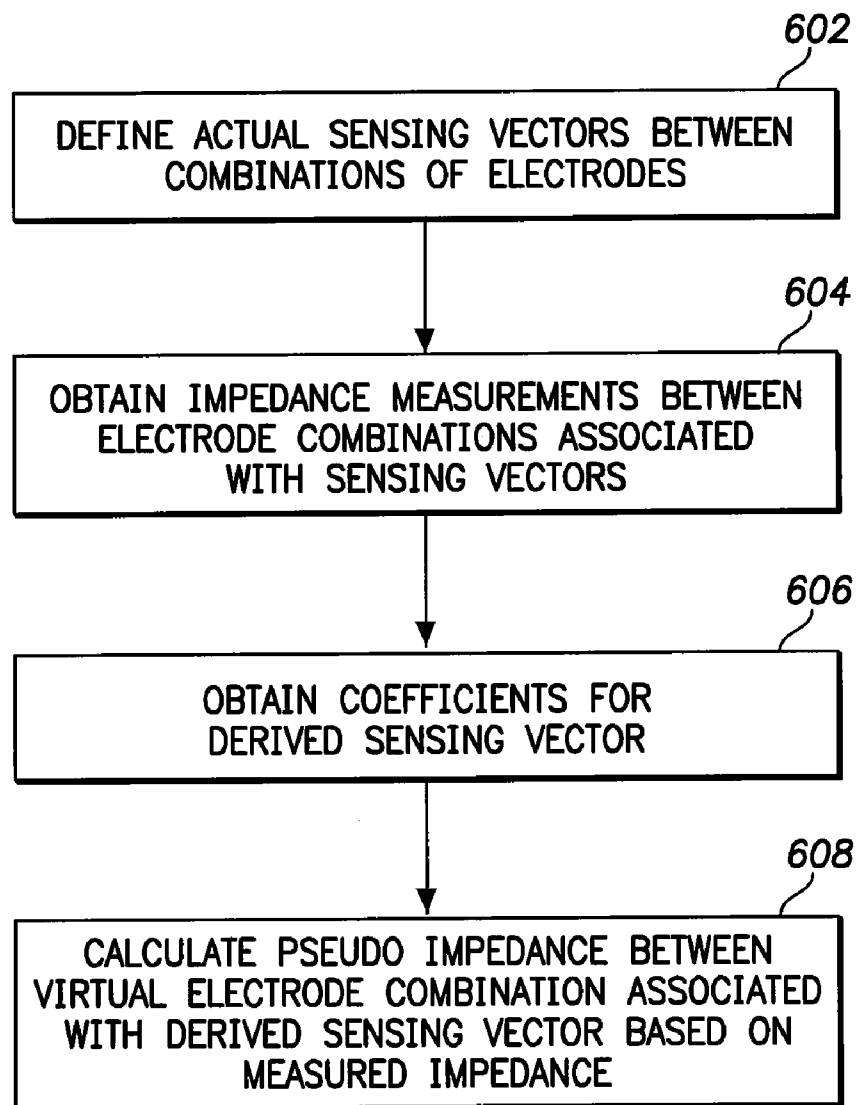 602
DEFINE ACTUAL SENSING VECTORS BETWEEN
COMBINATIONS OF ELECTRODES
604
OBTAIN IMPEDANCE MEASUREMENTS BETWEEN
ELECTRODE COMBINATIONS ASSOCIATED
WITH SENSING VECTORS
606
OBTAIN COEFFICIENTS FOR
DERIVED SENSING VECTOR
608
CALCULATE PSEUDO IMPEDANCE BETWEEN
VIRTUAL ELECTRODE COMBINATION ASSOCIATED
WITH DERIVED SENSING VECTOR BASED ON
MEASURED IMPEDANCE